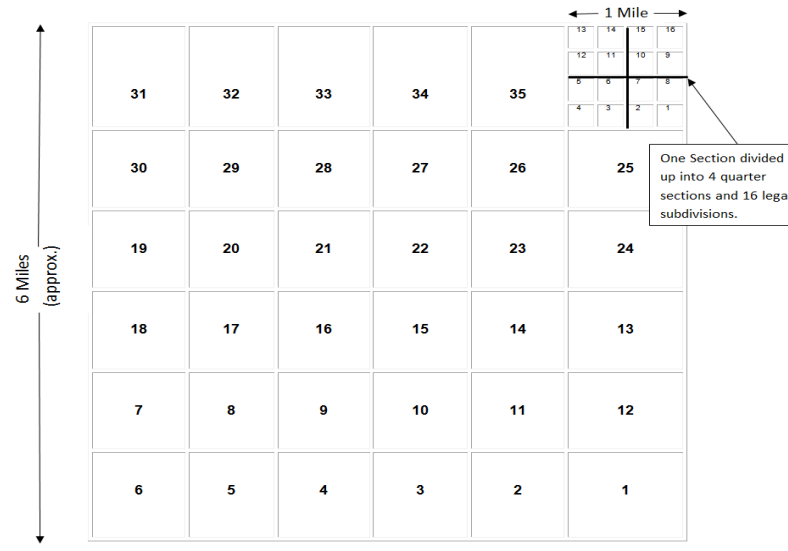 1 Mile
13 14 15 16
12 11 10 9
5 6 7 8
4 3 2 1
31 32 33 34 35
One Section divided
up into 4 quarter
sections and 16 lega
subdivisions.
30 29 28 27 26 25
19 20 21 22 23 24
6 Miles
(approx.)
18 17 16 15 14 13
7 8 9 10 11 12
6 5 4 3 2 1